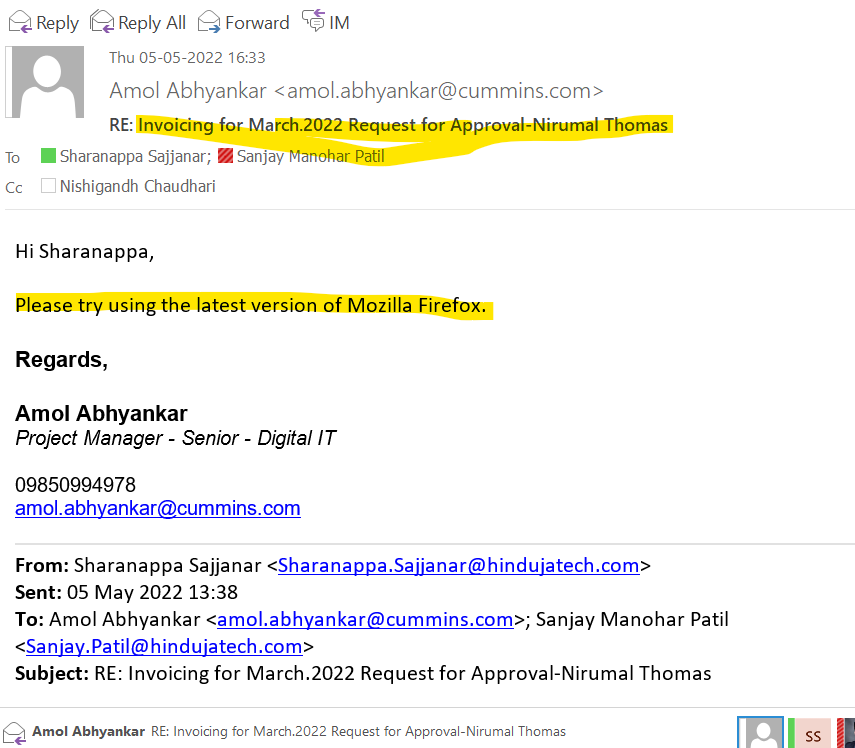 Reply Reply All Forward IM
Thu 05-05-2022 16:33
Amol Abhyankar <amol.abhyankar@cummins.com>
RE: Invoicing for March.2022 Request for Approval-Nirumal Thomas
To Sharanappa Sajjanar; Sanjay Manohar Patil
Cc Nishigandh Chaudhari
Hi Sharanappa,
Please try using the latest version of Mozilla Firefox.
Regards,
Amol Abhyankar
Project Manager - Senior - Digital IT
09850994978
amol.abhyankar@cummins.com
From: Sharanappa Sajjanar <Sharanappa.Sajjanar@hindujatech.com>
Sent: 05 May 2022 13:38
To: Amol Abhyankar <amol.abhyankar@cummins.com>; Sanjay Manohar Patil
<Sanjay.Patil@hindujatech.com>
Subject: RE: Invoicing for March.2022 Request for Approval-Nirumal Thomas
Amol Abhyankar RE: Invoicing for March.2022 Request for Approval-Nirumal Thomas
SS